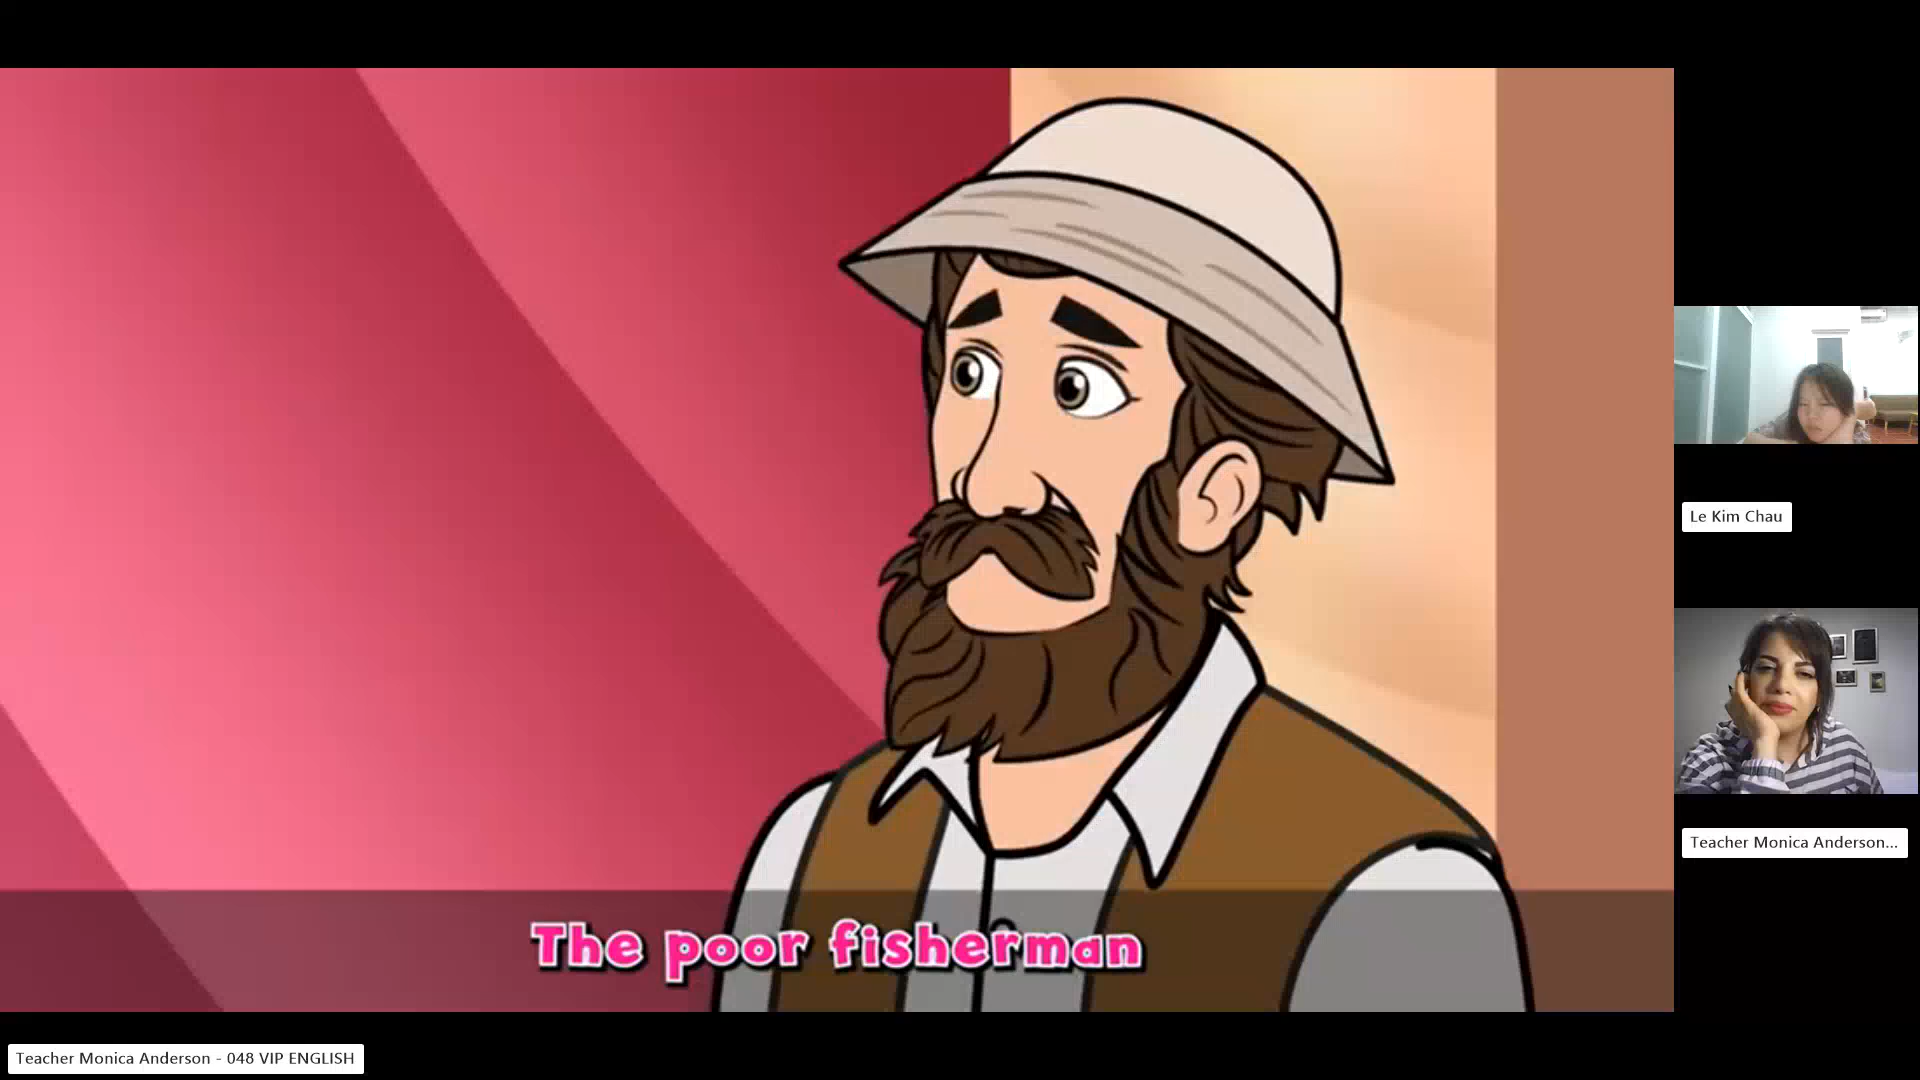 The poor fisherman
Le Kim Chau
Teacher Monica Anderson...
Teacher Monica Anderson - 048 VIP ENGLISH